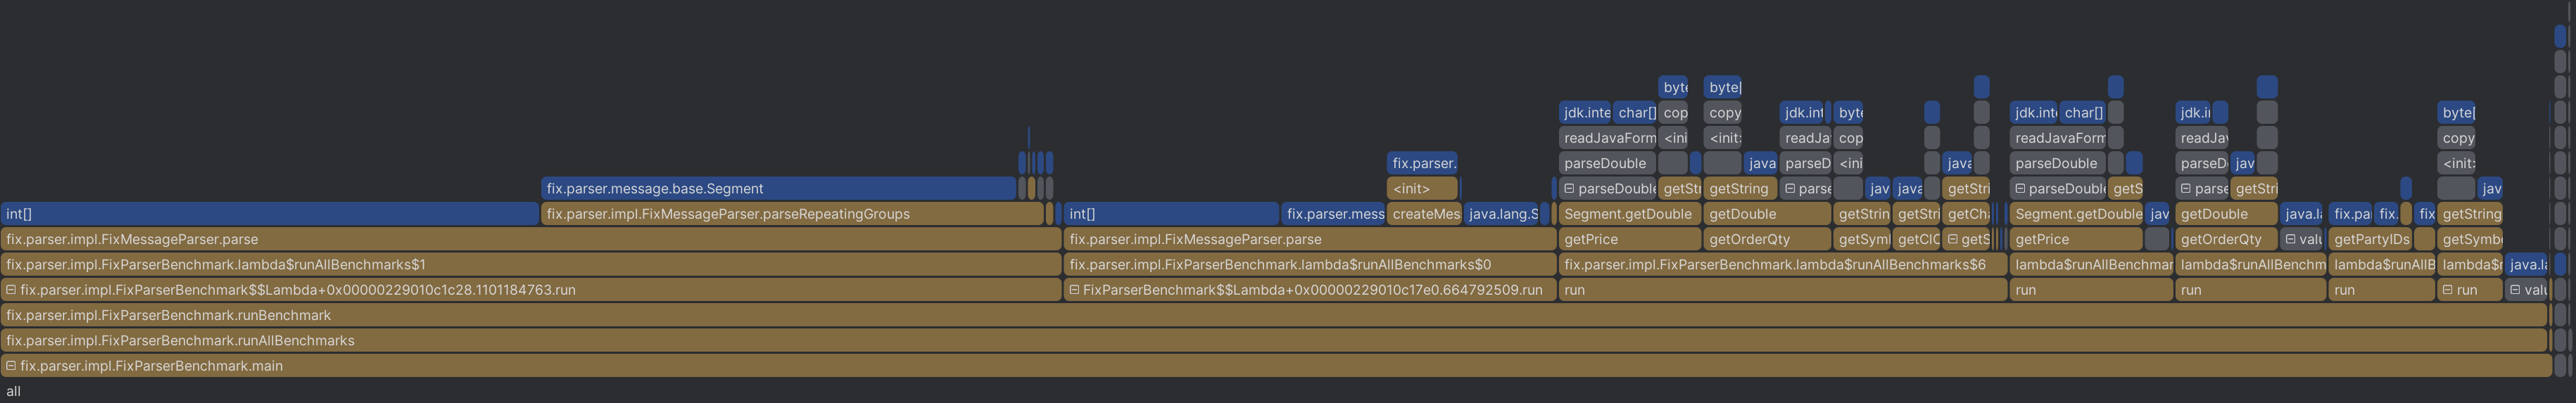 byte
byte[
jdk.inte
char[]
cop
copy
jdk.int
byte
jdk.inte
char[]
jdk.i
byte[
readJavaForm
<ini
<init:
readJa
cop
readJavaForm
readJa
copy
fix.parser.
parseDouble
java
parseD
<ini
java
parseDouble
parseD
jav
<init:
fix.parser.message.base.Segment
<init>
parseDouble
getStr
getString
parse
jav
java
getStri
parseDouble
getS
parse
getStri
jav
int[]
fix.parser.impl.FixMessageParser.parseRepeatingGroups
int[]
fix.parser.mess
createMes
java.lang.S
Segment.getDouble
getDouble
getStrin
getStri
getCha
Segment.getDouble
jav
getDouble
java.la
fix.pa
fix.
fix
getString
fix.parser.impl.FixMessageParser.parse
fix.parser.impl.FixMessageParser.parse
getPrice
getOrderQty
getSyml
getClC
getS
getPrice
getOrderQty
valu
getPartyIDs
getSymb
fix.parser.impl.FixParserBenchmark.lambda$runAllBenchmarks$1
fix.parser.impl.FixParserBenchmark.lambda$runAllBenchmarks$0
fix.parser.impl.FixParserBenchmark.lambda$runAllBenchmarks$6
lambda$runAllBenchmar
lambda$runAllBenchm
lambda$runAllB
lambda$r
java.la
fix.parser.impl.FixParserBenchmark$$Lambda+0x00000229010c1c28.1101184763.run
FixParserBenchmark$$Lambda+0x00000229010c17e0.664792509.run
run
run
run
run
run
valu
fix.parser.impl.FixParserBenchmark.runBenchmark
fix.parser.impl.FixParserBenchmark.runAllBenchmarks
fix.parser.impl.FixParserBenchmark.main
all